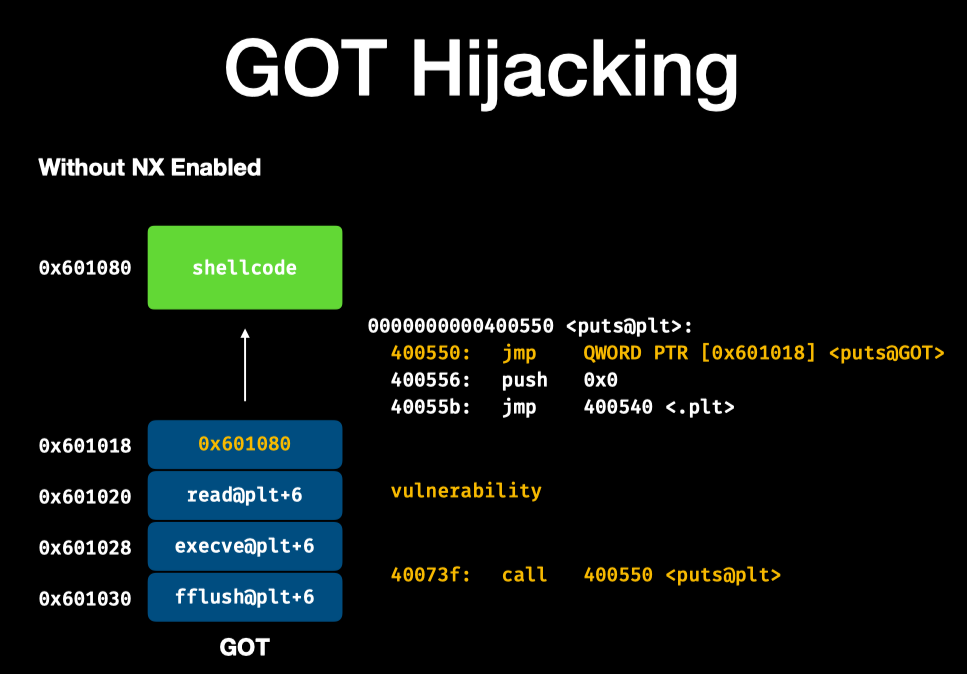 GOT Hijacking
Without NX Enabled
0x601080 shellcode
0000000000400550 <puts@plt>:
400550: jmp QWORD PTR [0x601018] <puts@GOT>
400556: push 0x0
40055b: jmp 400540 <.plt>
0x601018 0x601080
0x601020 read@plt+6
vulnerability
0x601028 execve@plt+6
40073f: call 400550 <puts@plt>
0x601030 fflush@plt+6
GOT